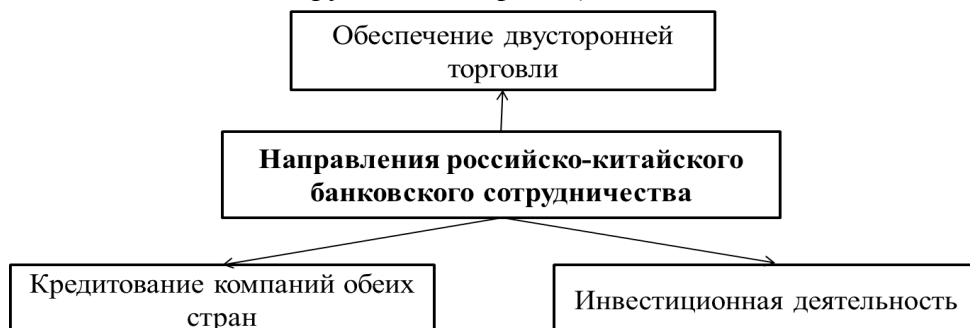 Обеспечение двусторонней
торговли
Направления российско-китайского
банковского сотрудничества
Кредитование компаний обеих
стран
Инвестиционная деятельность